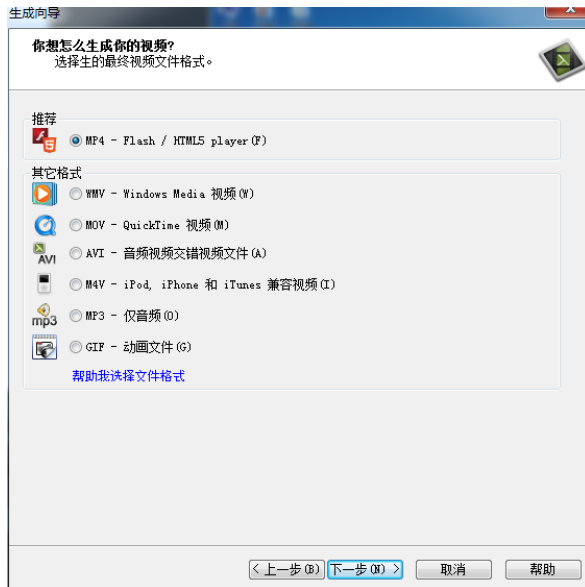 生成向导
你想怎么生成你的视频?
选择生的最终视频文件格式。
推荐
MP4 - Flash / HTML5 player(F)
其它格式
WMV - Windows Media 视频(W)
MOV - QuickTime 视频(M)
AVI - 音频视频交错视频文件(A)
M4V - iPod, iPhone 和 iTunes 兼容视频(I)
MP3 - 仅音频(O)
GIF - 动画文件(G)
帮助我选择文件格式
< 上一步(B) 下一步(N) > 取消 帮助